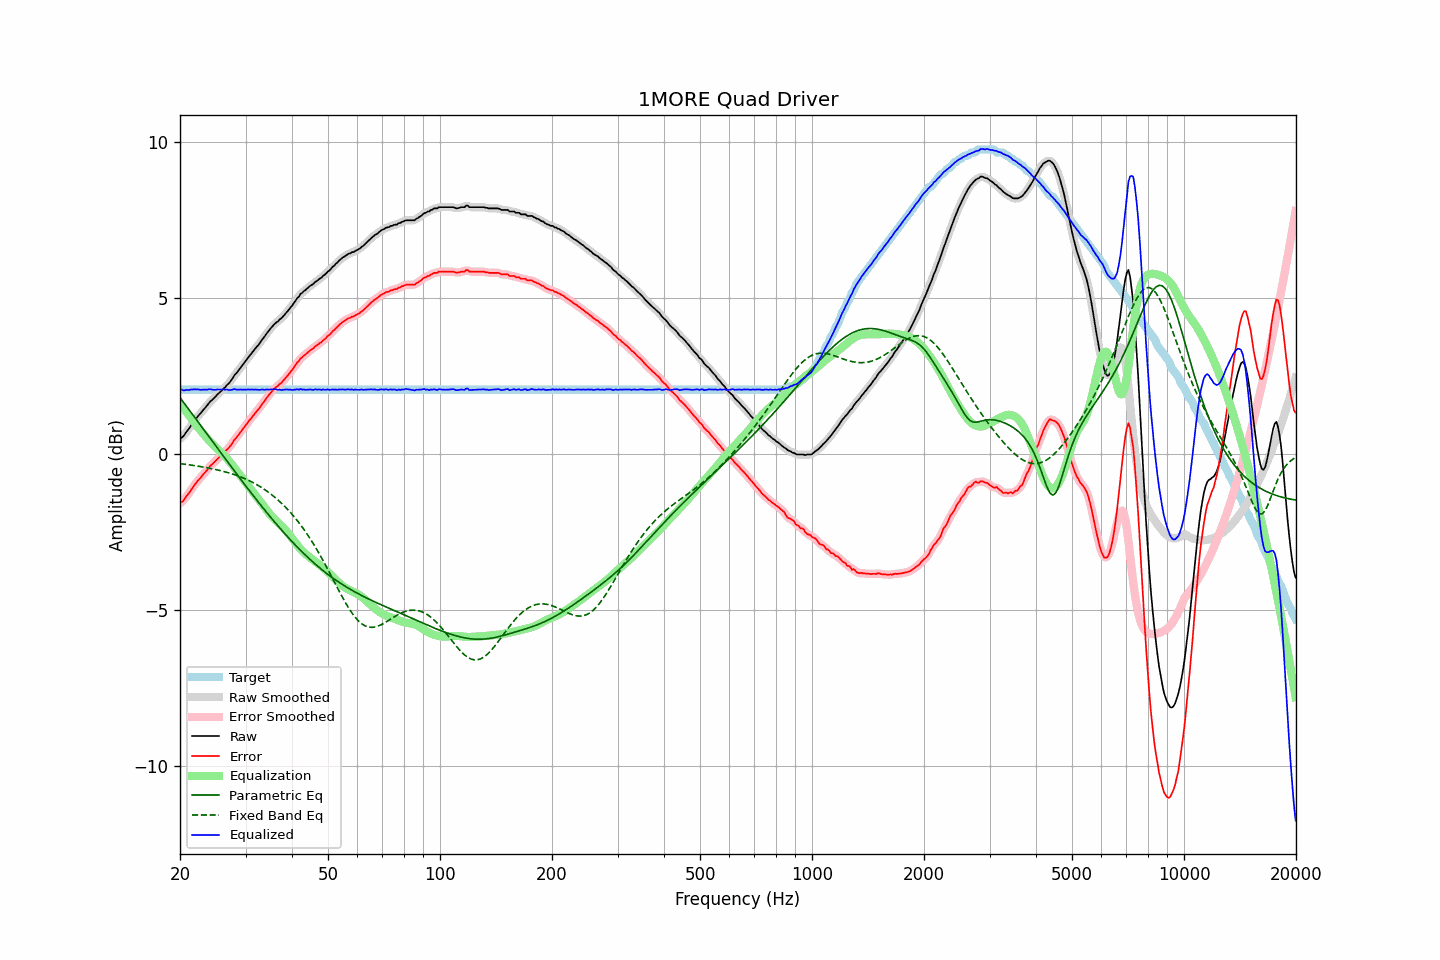 1MORE Quad Driver
Amplitude (dBr)
10
5
0
−5
−10
Target
Raw Smoothed
Error Smoothed
Raw
Error
Equalization
Parametric Eq
Fixed Band Eq
Equalized
20 50 100 200 500 1000 2000 5000 10000 20000
Frequency (Hz)